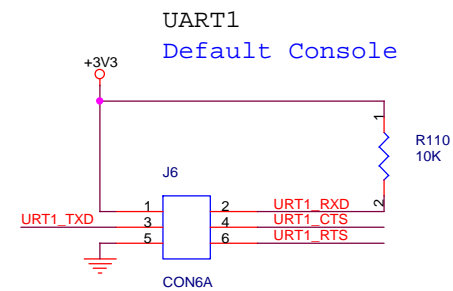 UART1
Default Console
+3V3
1
R110
10K
J6
1
2
URT1_RXD
2
URT1_TXD
3
4
URT1_CTS
5
6
URT1_RTS
CON6A